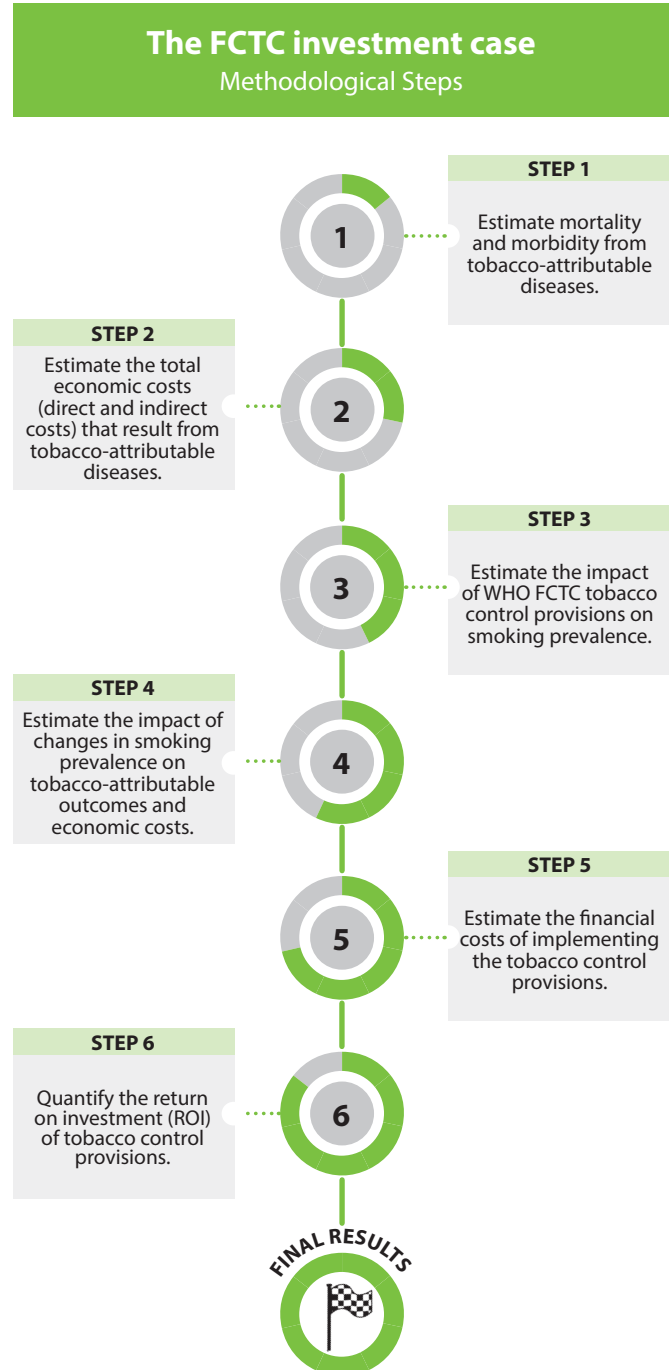 The FCTC investment case
Methodological Steps
1
STEP 1
Estimate mortality
and morbidity from
tobacco-attributable
diseases.
STEP 2
Estimate the total
economic costs
(direct and indirect
costs) that result from
tobacco-attributable
diseases.
2
3
STEP 3
Estimate the impact
of WHO FCTC tobacco
control provisions on
smoking prevalence.
STEP 4
Estimate the impact of
changes in smoking
prevalence on
tobacco-attributable
outcomes and
economic costs.
4
5
STEP 5
Estimate the financial
costs of implementing
the tobacco control
provisions.
STEP 6
Quantify the return
on investment (ROI)
of tobacco control
provisions.
6
FINAL RESULTS